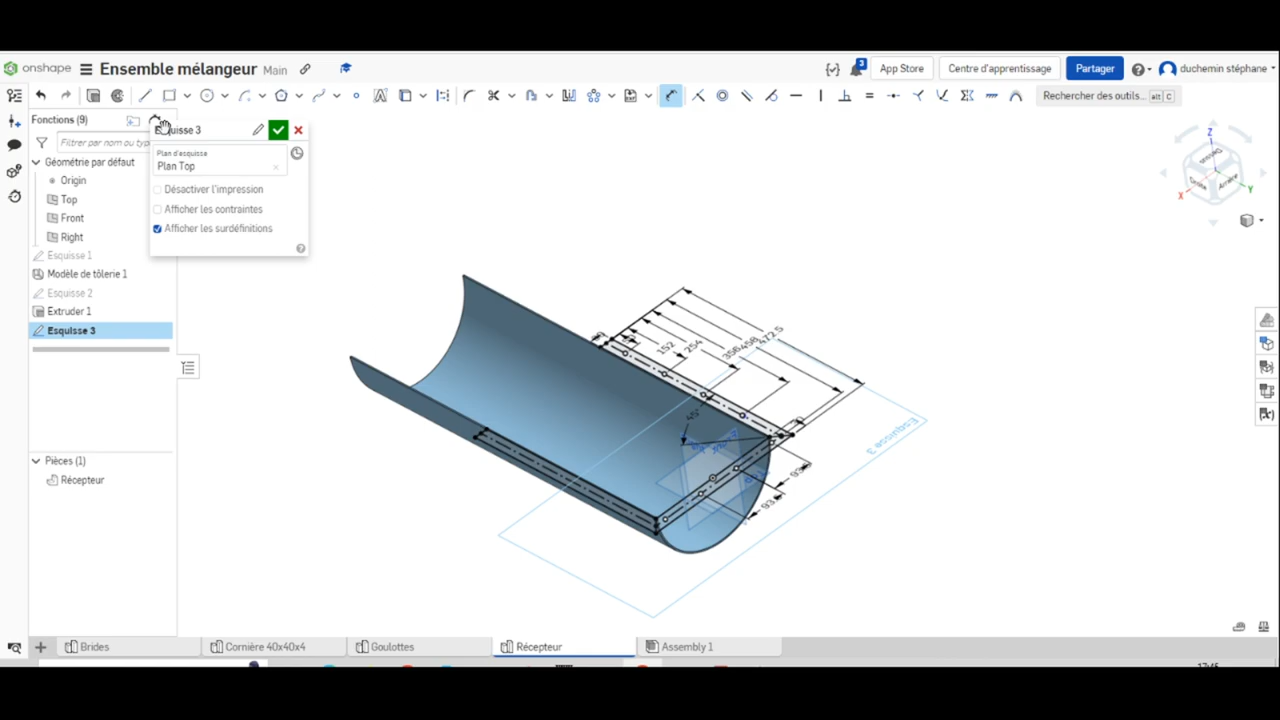 onshape
Ensemble mélangeur
Main
3
App Store
Centre d'apprentissage
Partager
duchemin stéphane
Rechercher des outils...
alt C
Fonctions (9)
Filtrer par nom ou
Géométrie par défaut
Origin
Top
Front
Right
Esquisse 1
Modèle de tôlerie 1
Esquisse 2
Extruder 1
Esquisse 3
Esquisse 3
Plan d'esquisse
Plan Top
Désactiver l'impression
Afficher les contraintes
Afficher les surdéfinitions
Pièces (1)
Récepteur
Z
X
Y
Arrière
152
254
356
458
472.5
45°
Esquisse 3
Brides
Cornière 40x40x4
Goulottes
Récepteur
Assembly 1